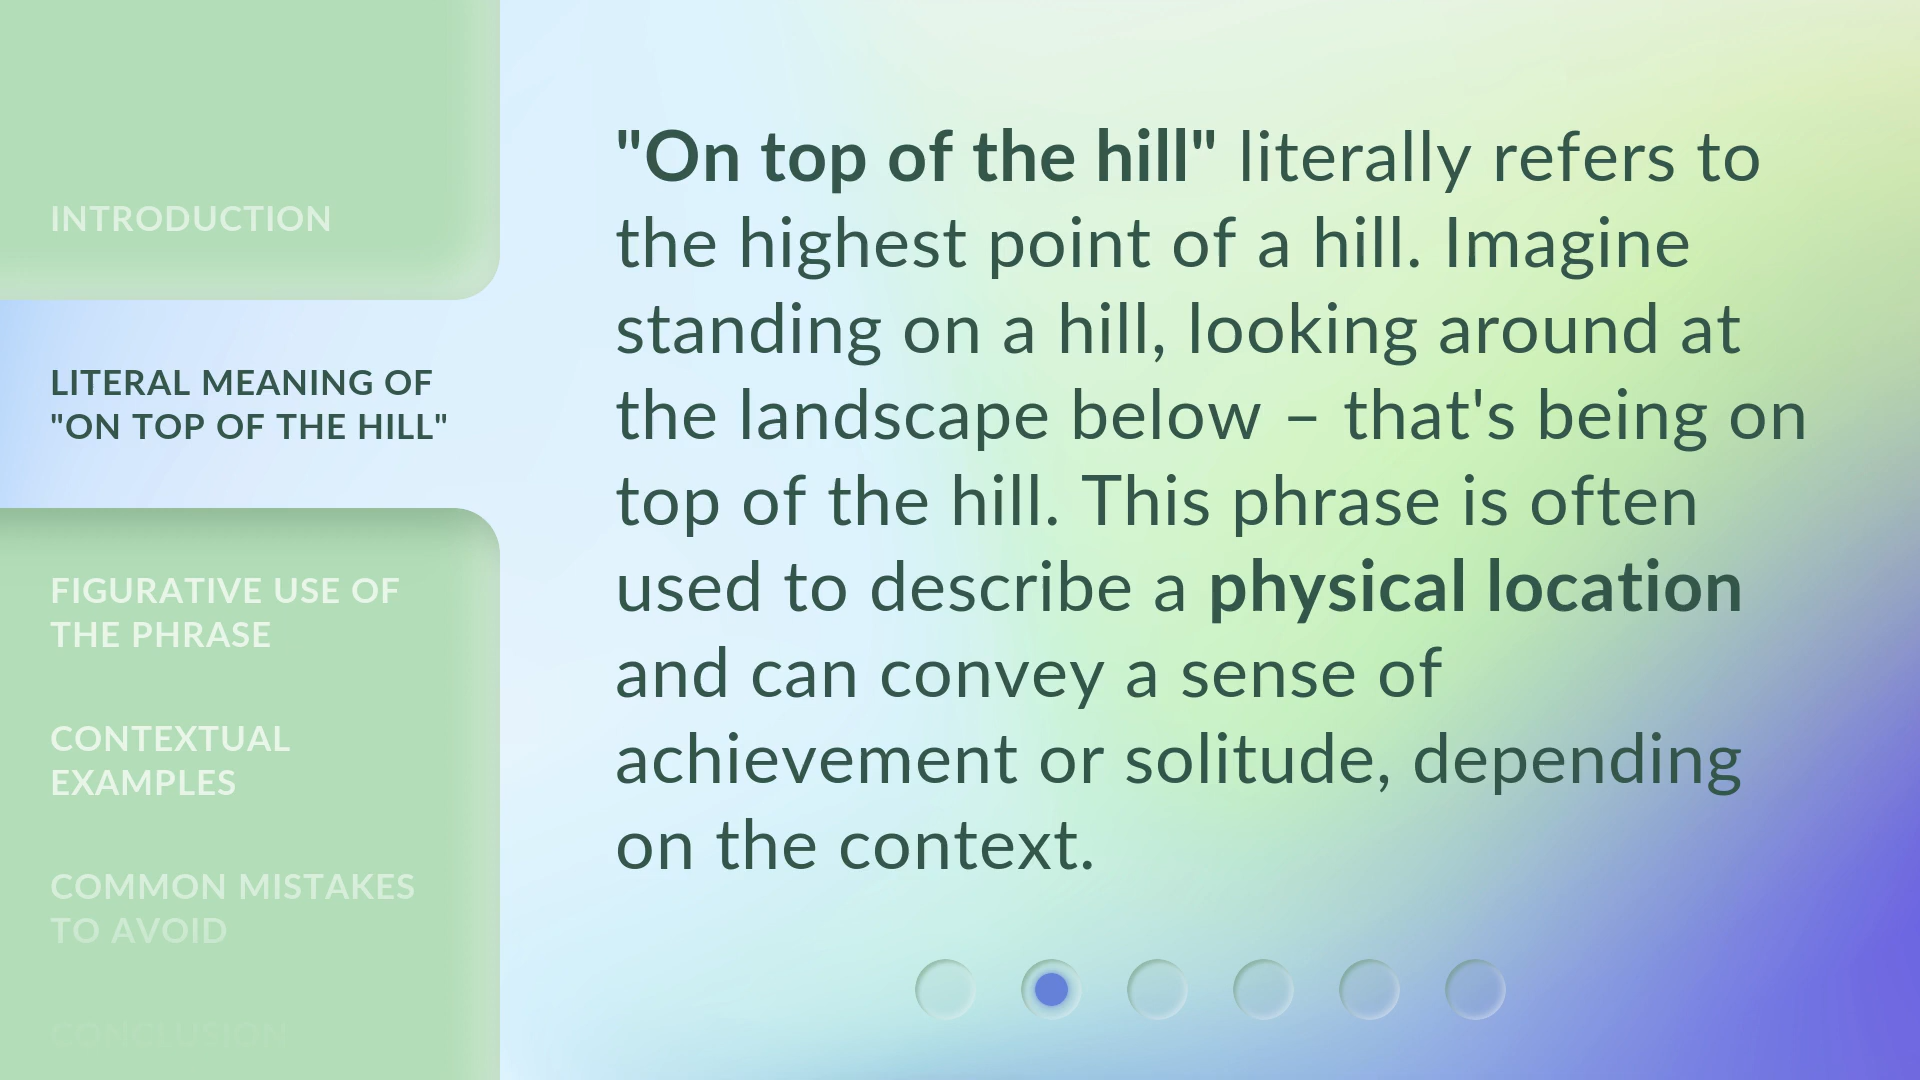 INTRODUCTION
LITERAL MEANING OF
"ON TOP OF THE HILL"
FIGURATIVE USE OF
THE PHRASE
CONTEXTUAL
EXAMPLES
COMMON MISTAKES
TO AVOID
CONCLUSION
"On top of the hill" literally refers to
the highest point of a hill. Imagine
standing on a hill, looking around at
the landscape below – that's being on
top of the hill. This phrase is often
used to describe a physical location
and can convey a sense of
achievement or solitude, depending
on the context.